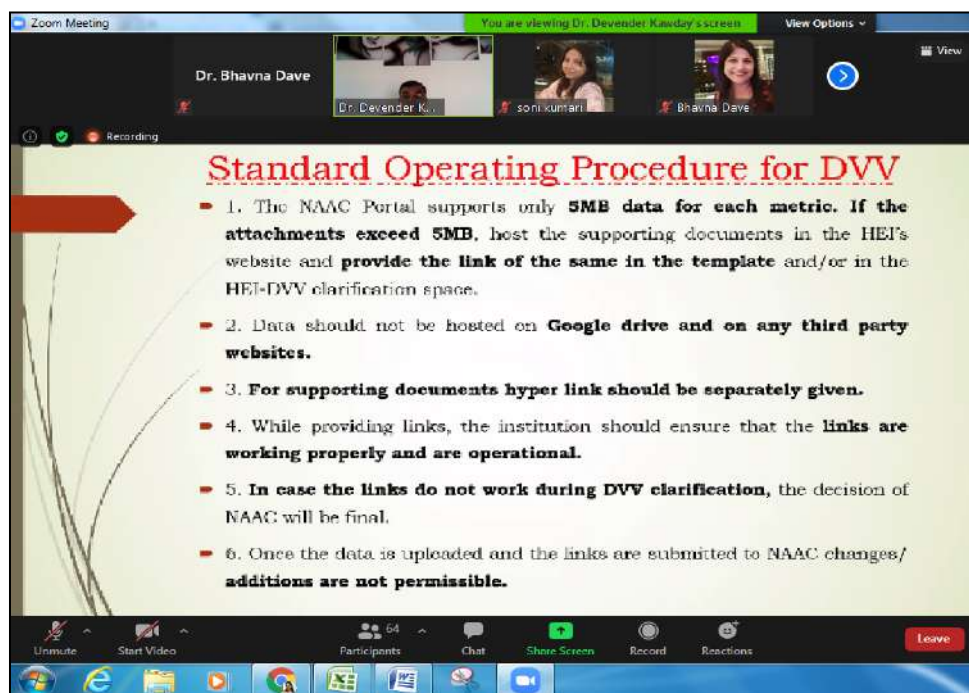 Zoom Meeting
You are viewing Dr. Devender Kawday's screen
View Options
View
Dr. Bhavna Dave
Dr. Devender K...
soni kumari
Bhavna Dave
Recording
Standard Operating Procedure for DVV
1. The NAAC Portal supports only 5MB data for each metric. If the
attachments exceed 5MB, host the supporting documents in the HEI's
website and provide the link of the same in the template and/or in the
HEI-DVV clarification space.
2. Data should not be hosted on Google drive and on any third party
websites.
3. For supporting documents hyper link should be separately given.
4. While providing links, the institution should ensure that the links are
working properly and are operational.
5. In case the links do not work during DVV clarification, the decision of
NAAC will be final.
6. Once the data is uploaded and the links are submitted to NAAC changes/
additions are not permissible.
64
Unmute
Start Video
Participants
Chat
Share Screen
Record
Reactions
Leave